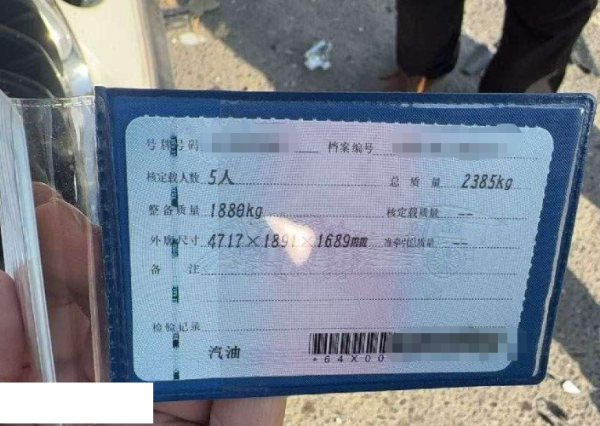 号牌号码 档案编号
核定载人数 5人 总质量 2385kg
整备质量 1880kg 核定载质量 --
外廓尺寸 4717×1891×1689mm 准牵引总质量 --
备注
检验记录
汽油
*64X00